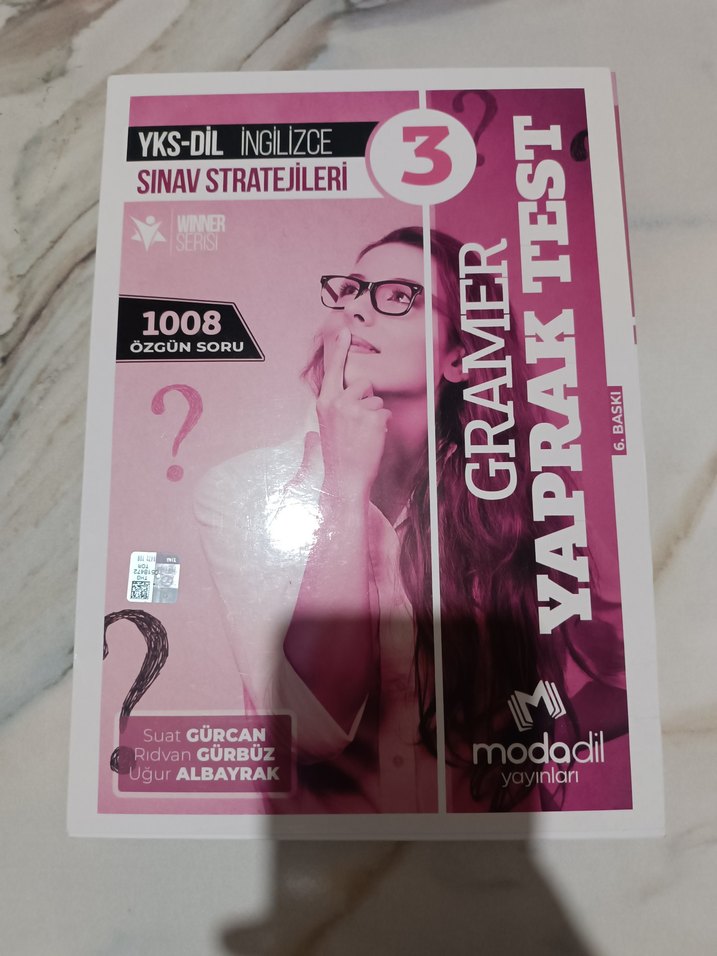 YKS-DİL İNGİLİZCE
SINAV STRATEJİLERİ
3
WINNER
SERİSİ
1008
ÖZGÜN SORU
GRAMER
YAPRAK TEST
6. BASKI
Suat GÜRCAN
Rıdvan GÜRBÜZ
Uğur ALBAYRAK
modadil
yayınları